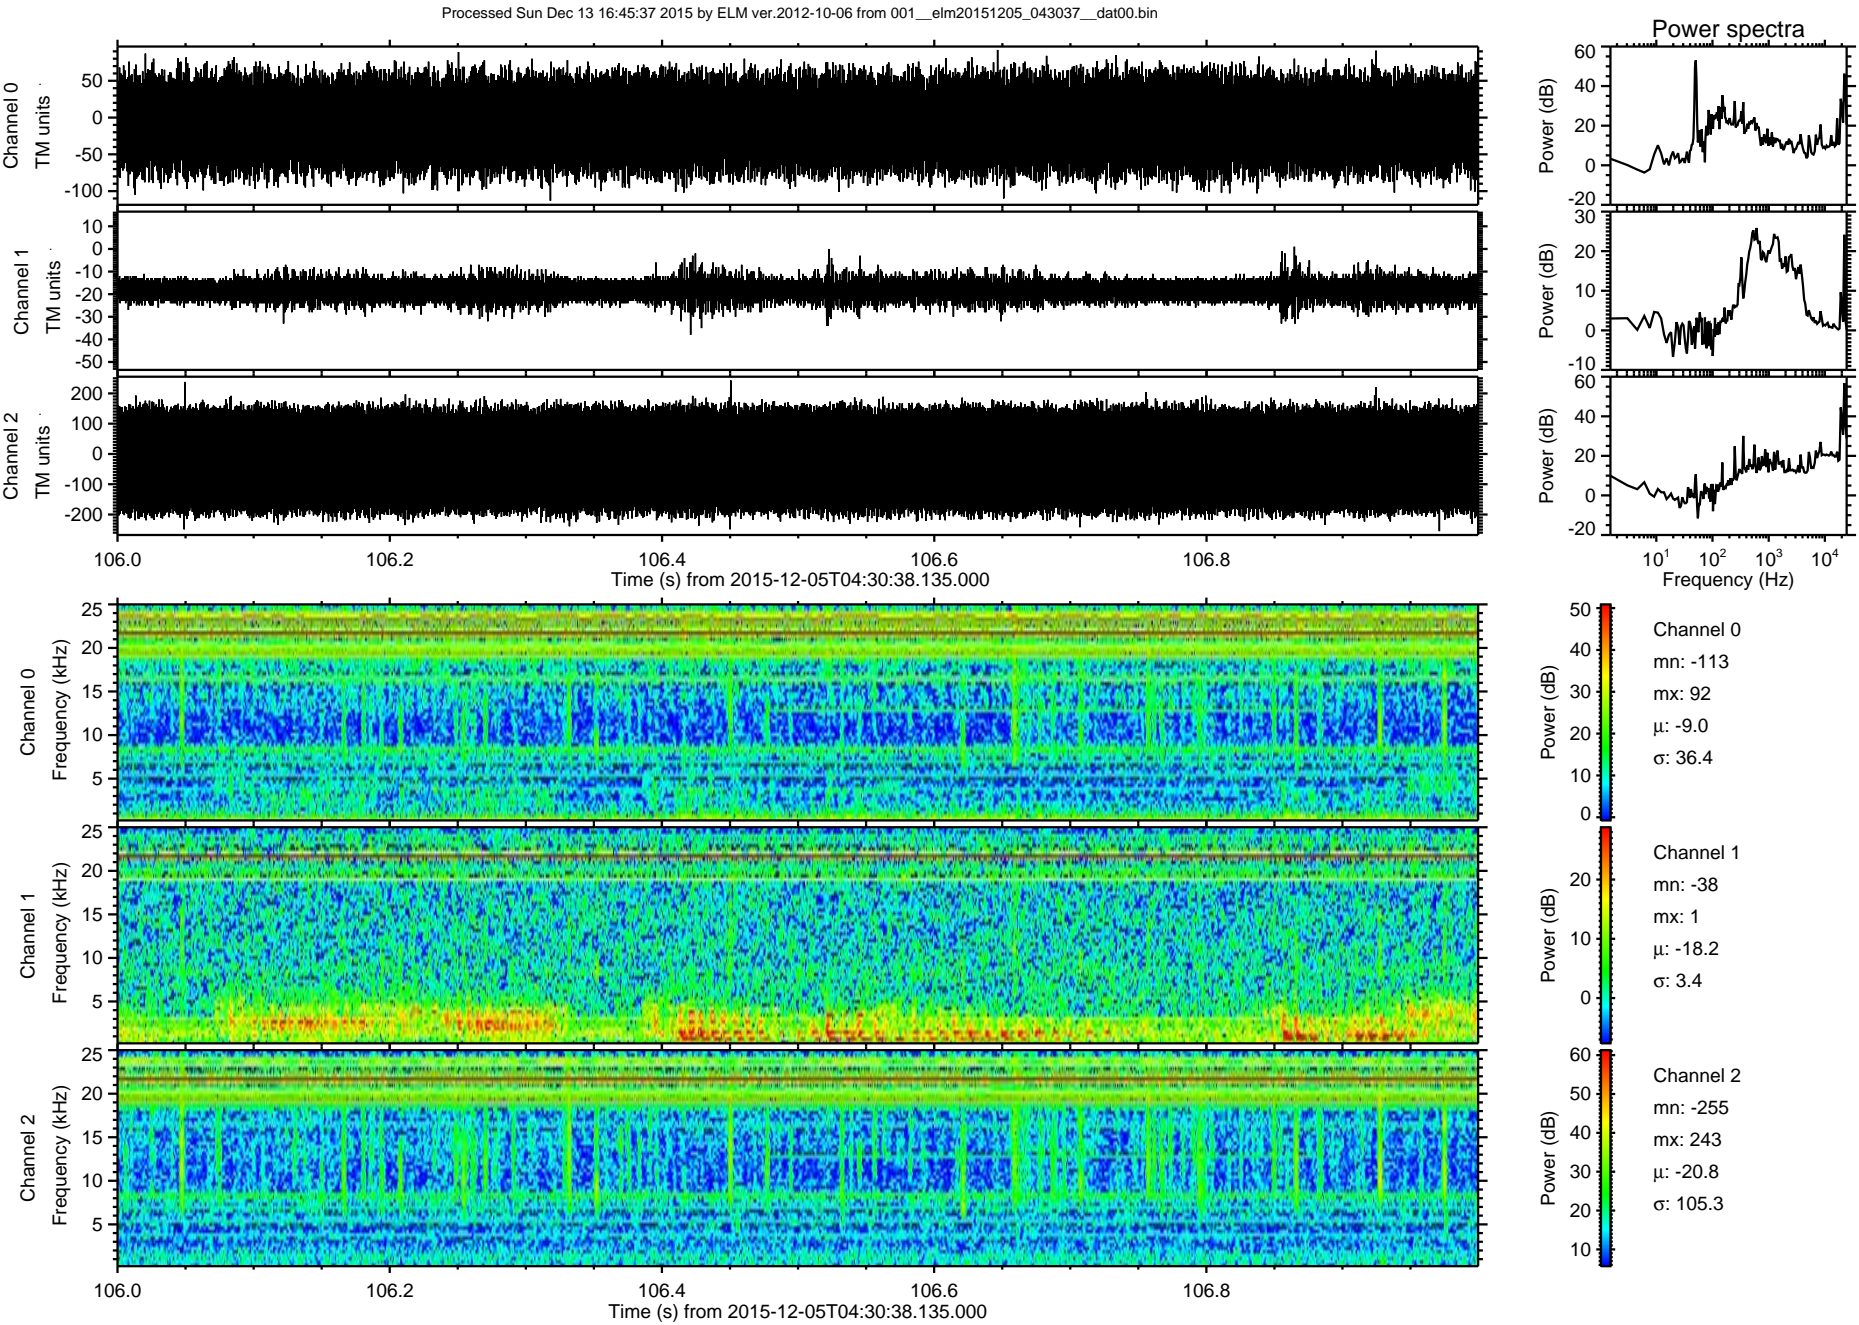 Processed Sun Dec 13 16:45:37 2015 by ELM ver.2012-10-06 from 001__elm20151205_043037__dat00.bin
Power spectra
Channel 0
TM units
50
0
-50
-100
Power (dB)
60
40
20
0
-20
Channel 1
TM units
10
0
-10
-20
-30
-40
-50
Power (dB)
30
20
10
0
-10
Channel 2
TM units
200
100
0
-100
-200
Power (dB)
60
40
20
0
-20
106.0 106.2 106.4 106.6 106.8
Time (s) from 2015-12-05T04:30:38.135.000
10^1 10^2 10^3 10^4
Frequency (Hz)
Channel 0
Frequency (kHz)
25
20
15
10
5
Power (dB)
50
40
30
20
10
0
Channel 0
mn: -113
mx: 92
μ: -9.0
σ: 36.4
Channel 1
Frequency (kHz)
25
20
15
10
5
Power (dB)
20
10
0
Channel 1
mn: -38
mx: 1
μ: -18.2
σ: 3.4
Channel 2
Frequency (kHz)
25
20
15
10
5
Power (dB)
60
50
40
30
20
10
Channel 2
mn: -255
mx: 243
μ: -20.8
σ: 105.3
106.0 106.2 106.4 106.6 106.8
Time (s) from 2015-12-05T04:30:38.135.000